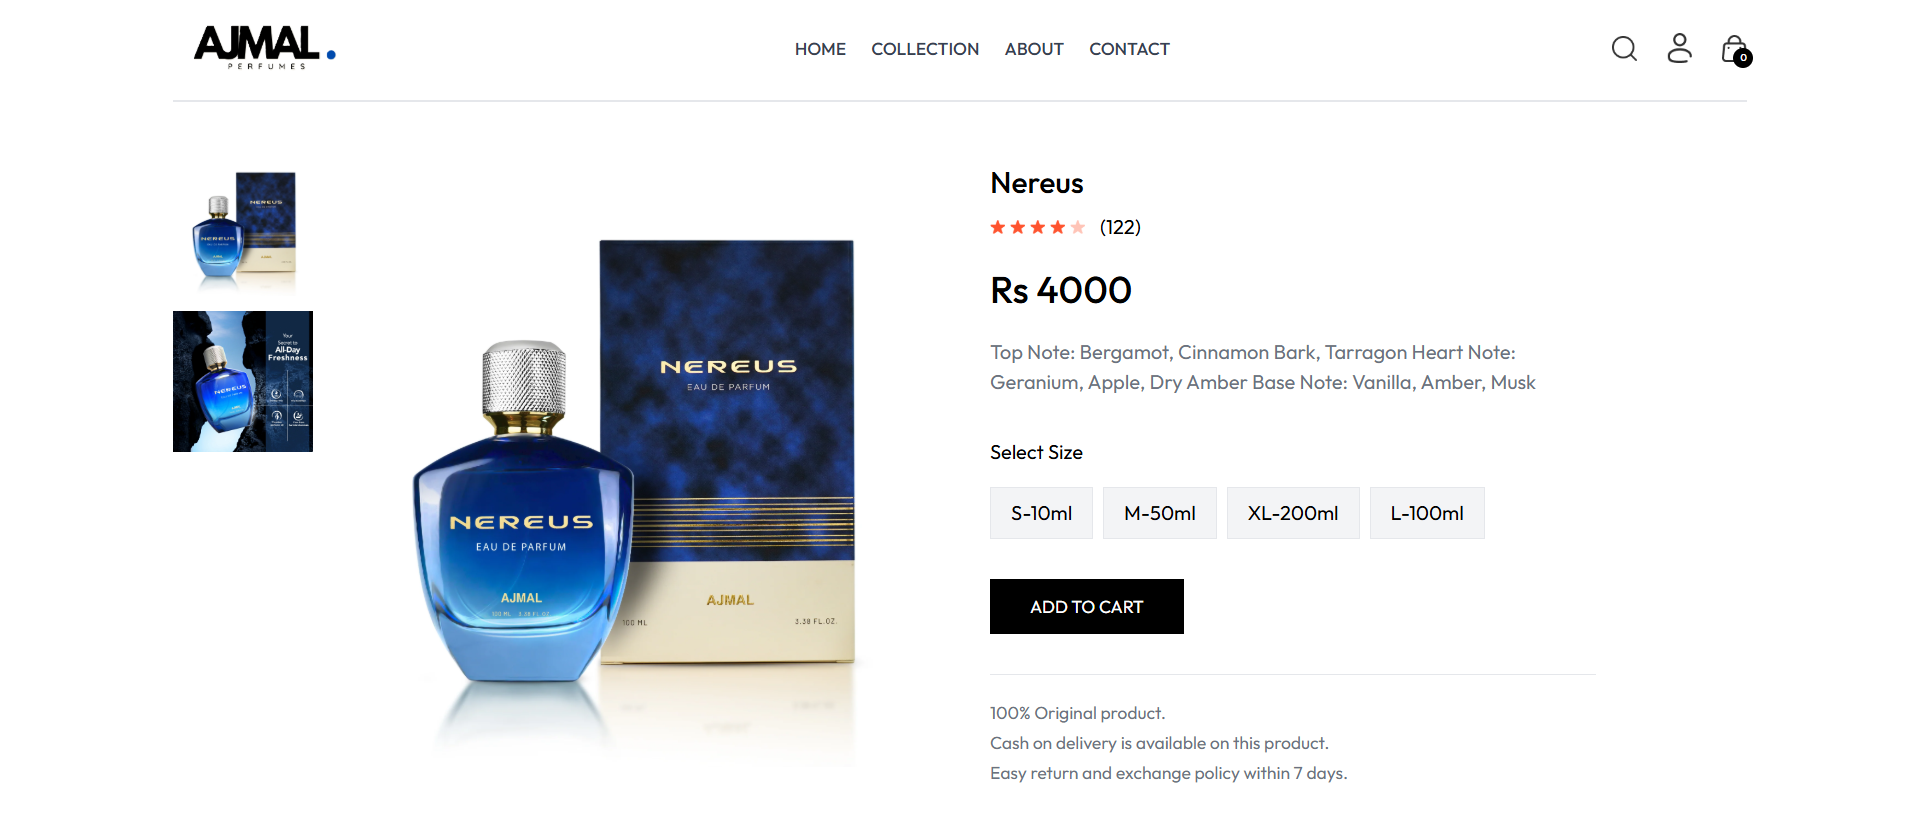 AJMAL
PERFUMES
HOME COLLECTION ABOUT CONTACT
0
NEREUS
NEREUS
Your
Secret to
All-Day
Freshness
NEREUS
NEREUS
EAU DE PARFUM
AJMAL
100 ML 3.38 FL.OZ.
NEREUS
EAU DE PARFUM
AJMAL
100 ML 3.38 FL.OZ.
Nereus
(122)
Rs 4000
Top Note: Bergamot, Cinnamon Bark, Tarragon Heart Note:
Geranium, Apple, Dry Amber Base Note: Vanilla, Amber, Musk
Select Size
S-10ml M-50ml XL-200ml L-100ml
ADD TO CART
100% Original product.
Cash on delivery is available on this product.
Easy return and exchange policy within 7 days.